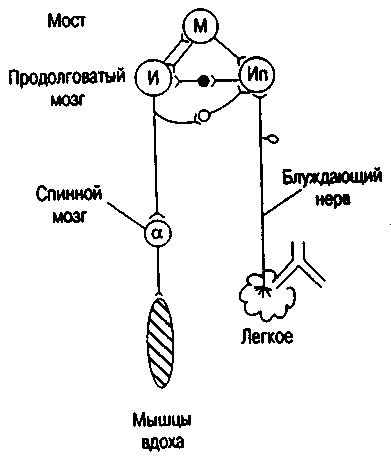 Мост
М
Продолговатый
мозг
И
Ип
Спинной
мозг
α
Блуждающий
нерв
Легкое
Мышцы
вдоха